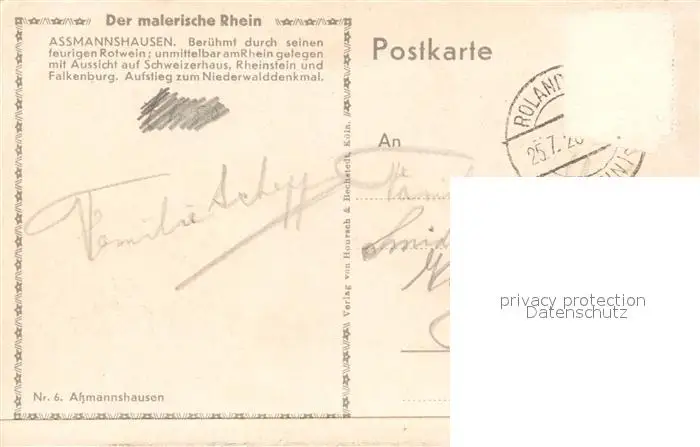 Der malerische Rhein
ASSMANNSHAUSEN. Berühmt durch seinen
feurigen Rotwein; unmittelbar am Rhein gelegen
mit Aussicht auf Schweizerhaus, Rheinstein und
Falkenburg. Aufstieg zum Niederwalddenkmal.
Postkarte
ROLAND
25.7.
An
Familie
Verlag von Hoursch & Bechstedt, Köln.
privacy protection
Datenschutz
Nr. 6. Aßmannshausen